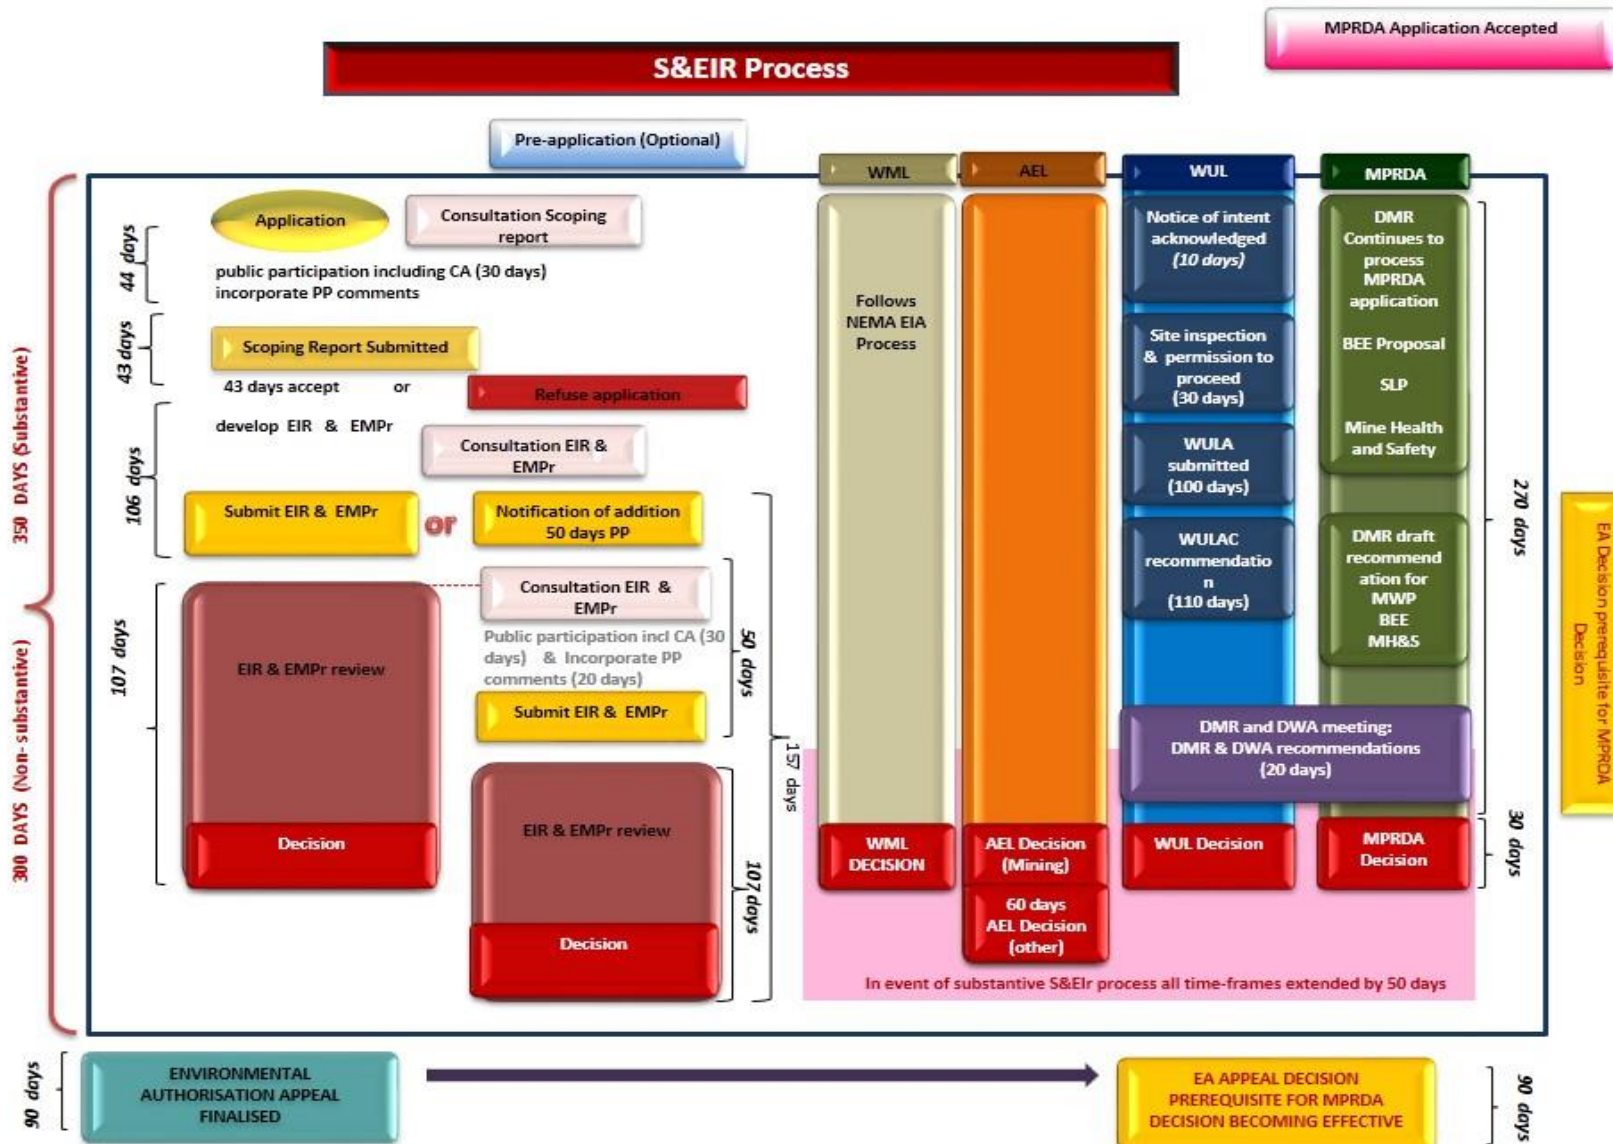 MPRDA Application Accepted
S&EIR Process
Pre-application (Optional)
350 DAYS (Substantive)
300 DAYS (Non- substantive)
44 days
Application
Consultation Scoping
report
public participation including CA (30 days)
incorporate PP comments
43 days
Scoping Report Submitted
43 days accept or
Refuse application
106 days
develop EIR & EMPr
Consultation EIR &
EMPr
Submit EIR & EMPr
or
Notification of addition
50 days PP
107 days
EIR & EMPr review
Decision
Consultation EIR &
EMPr
Public participation incl CA (30
days) & Incorporate PP
comments (20 days)
Submit EIR & EMPr
50 days
EIR & EMPr review
Decision
107 days
157 days
WML
Follows
NEMA EIA
Process
WML
DECISION
AEL
AEL Decision
(Mining)
60 days
AEL Decision
(other)
WUL
Notice of intent
acknowledged
(10 days)
Site inspection
& permission to
proceed
(30 days)
WULA
submitted
(100 days)
WULAC
recommendatio
n
(110 days)
WUL Decision
MPRDA
DMR
Continues to
process
MPRDA
application
BEE Proposal
SLP
Mine Health
and Safety
DMR draft
recommend
ation for
MWP
BEE
MH&S
DMR and DWA meeting:
DMR & DWA recommendations
(20 days)
MPRDA
Decision
270 days
30 days
EA Decision prerequisite for MPRDA
Decision
In event of substantive S&EIr process all time-frames extended by 50 days
90 days
ENVIRONMENTAL
AUTHORISATION APPEAL
FINALISED
EA APPEAL DECISION
PREREQUISITE FOR MPRDA
DECISION BECOMING EFFECTIVE
90 days